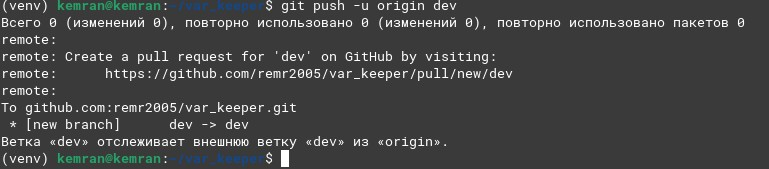 (venv) kemran@kemran:~/var_keeper$ git push -u origin dev
Всего 0 (изменений 0), повторно использовано 0 (изменений 0), повторно использовано пакетов 0
remote:
remote: Create a pull request for 'dev' on GitHub by visiting:
remote:      https://github.com/remr2005/var_keeper/pull/new/dev
remote:
To github.com:remr2005/var_keeper.git
 * [new branch]      dev -> dev
Ветка «dev» отслеживает внешнюю ветку «dev» из «origin».
(venv) kemran@kemran:~/var_keeper$